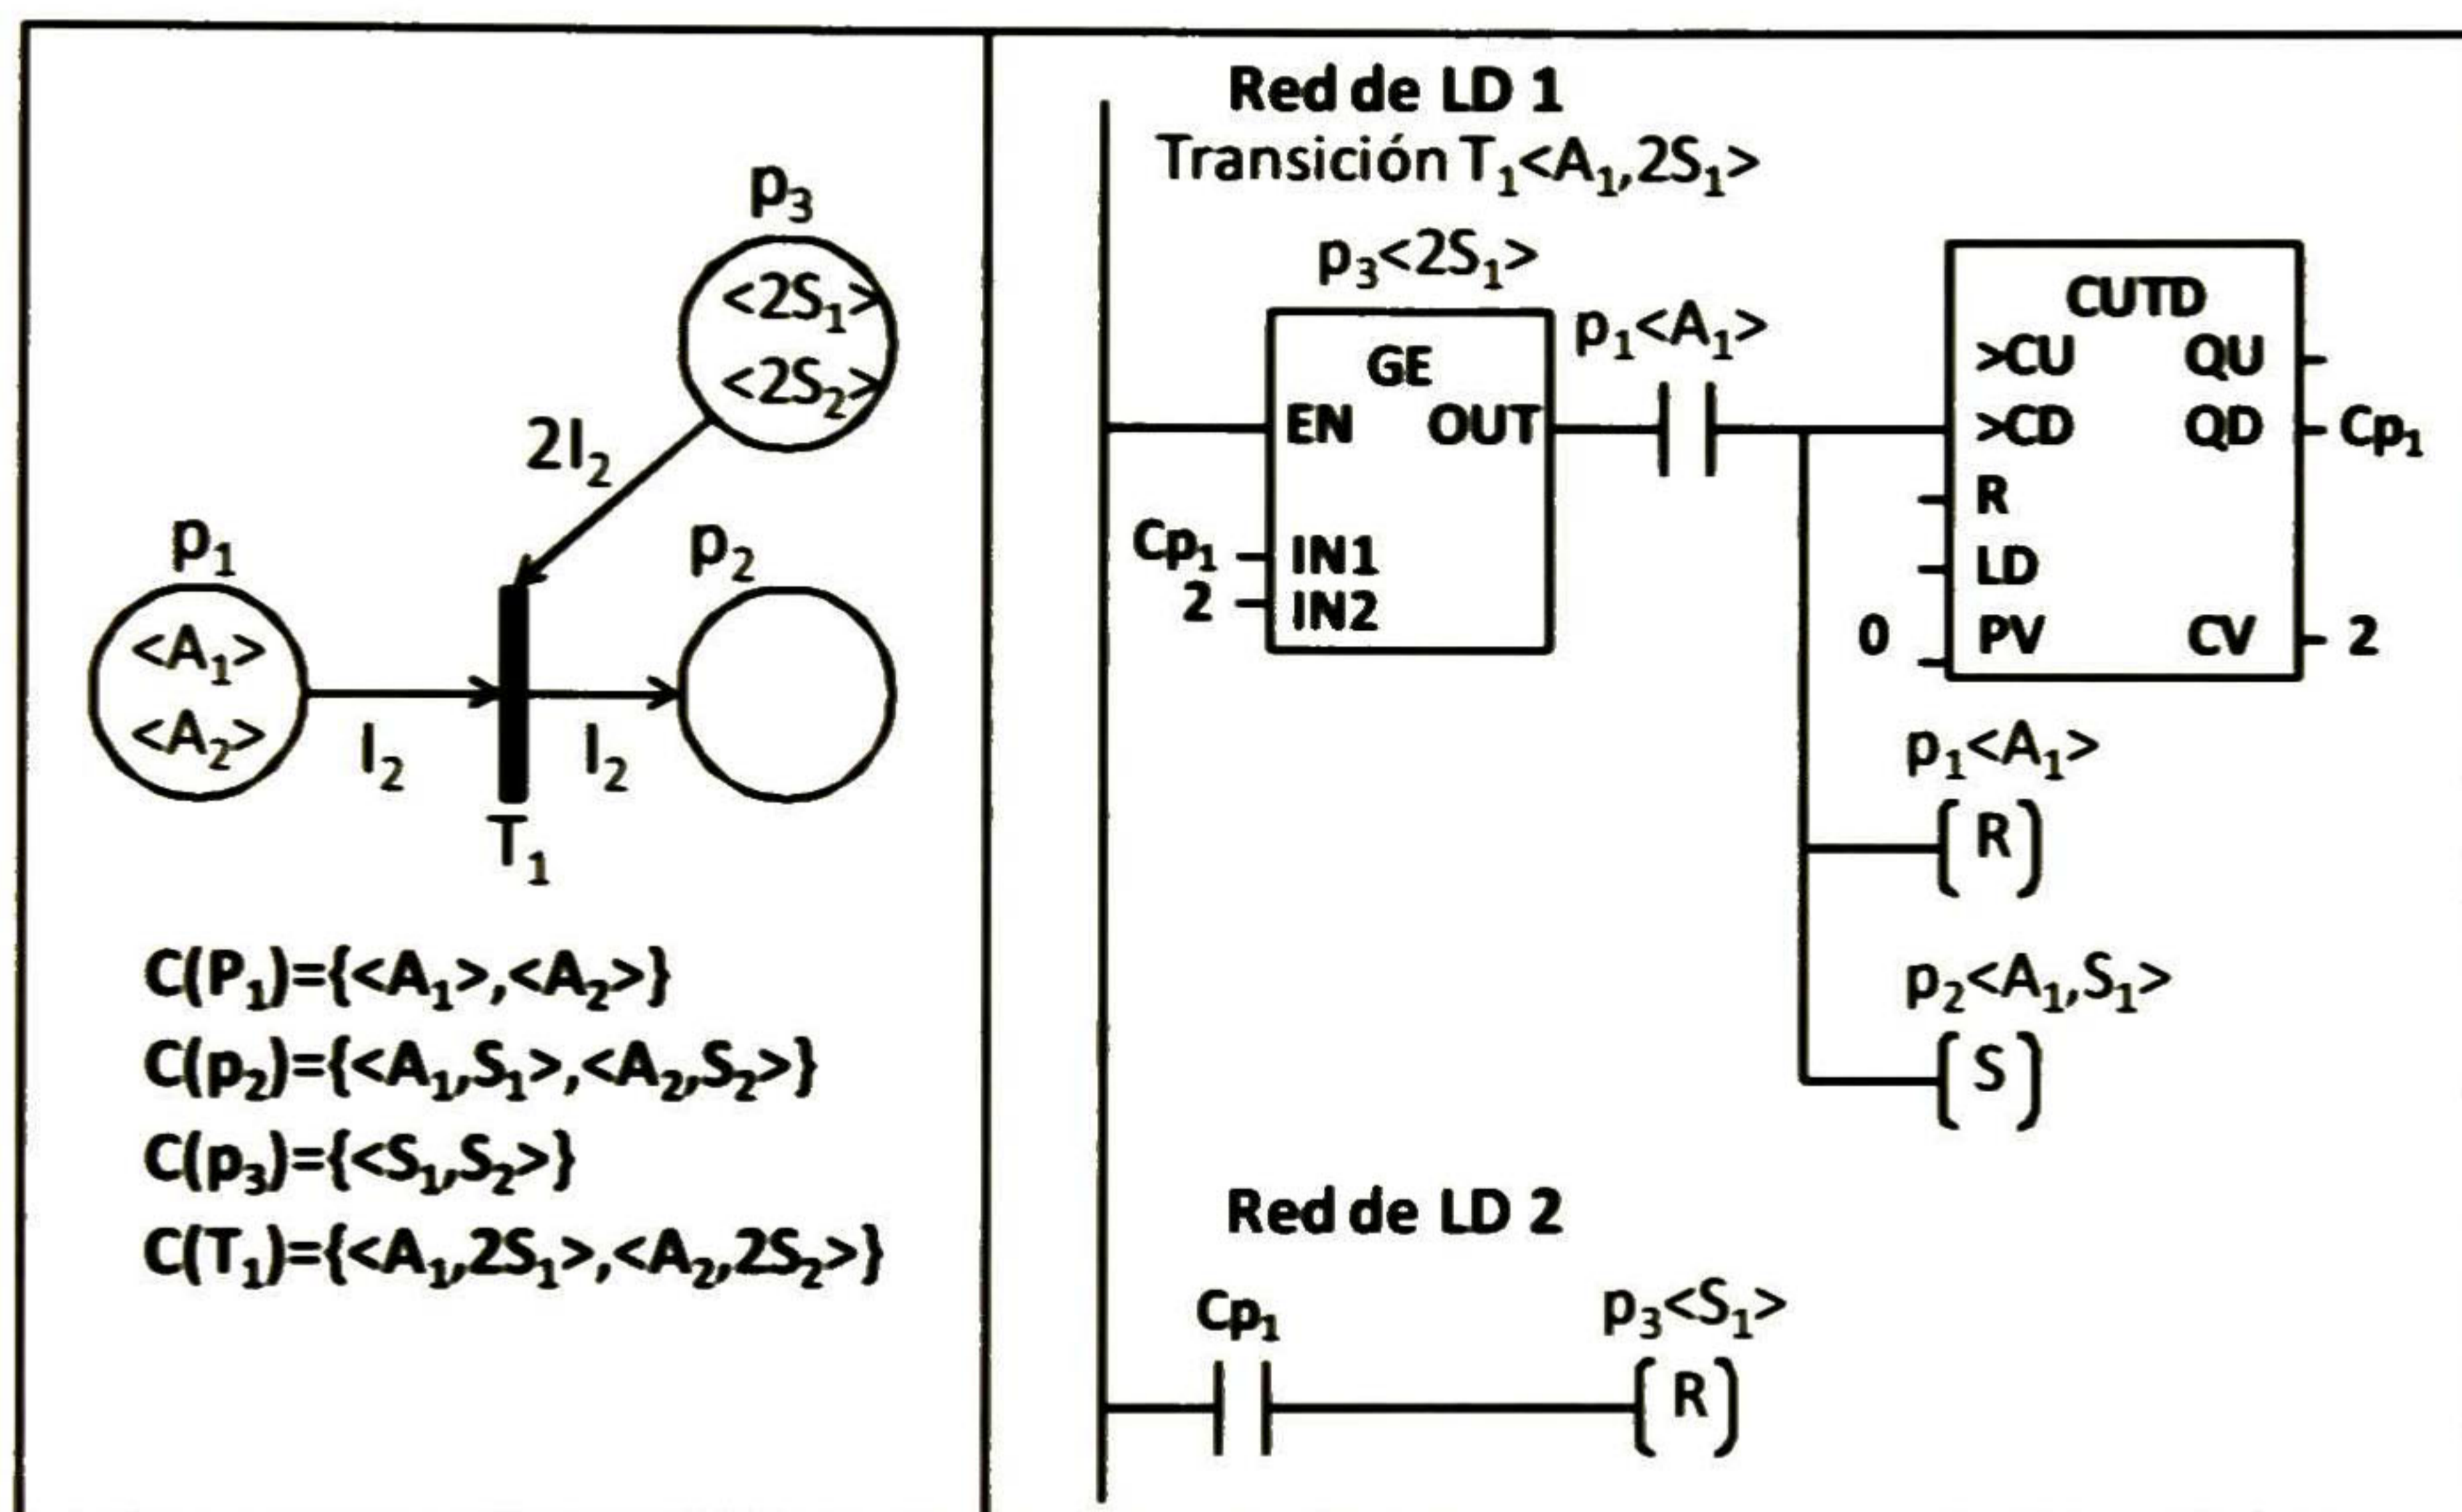 p₃
<2S₁>
<2S₂>
2I₂
p₁
p₂
<A₁>
<A₂>
I₂
I₂
T₁
C(P₁)={<A₁>,<A₂>}
C(p₂)={<A₁,S₁>,<A₂,S₂>}
C(p₃)={<S₁,S₂>}
C(T₁)={<A₁,2S₁>,<A₂,2S₂>}
Red de LD 1
Transición T₁<A₁,2S₁>
p₃<2S₁>
GE
EN OUT
Cp₁ IN1
2 IN2
p₁<A₁>
CUTD
>CU QU
>CD QD Cp₁
R
LD
0 PV CV 2
p₁<A₁>
R
p₂<A₁,S₁>
S
Red de LD 2
Cp₁
p₃<S₁>
R